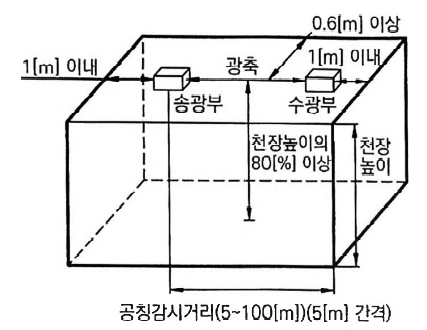 0.6[m] 이상
1[m] 이내
광축
1[m] 이내
송광부
수광부
천장높이의
80[%] 이상
천장
높이
공칭감시거리(5~100[m])(5[m] 간격)